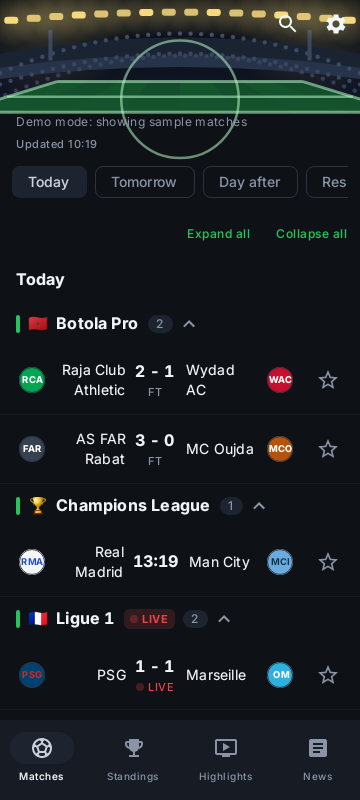 Demo mode: showing sample matches
Updated 10:19
Today Tomorrow Day after Res
Expand all Collapse all
Today
Botola Pro 2
RCA Raja Club Athletic 2 - 1 FT Wydad AC WAC
FAR AS FAR Rabat 3 - 0 FT MC Oujda MCO
Champions League 1
RMA Real Madrid 13:19 Man City MCI
Ligue 1 LIVE 2
PSG PSG 1 - 1 LIVE Marseille OM
Matches Standings Highlights News